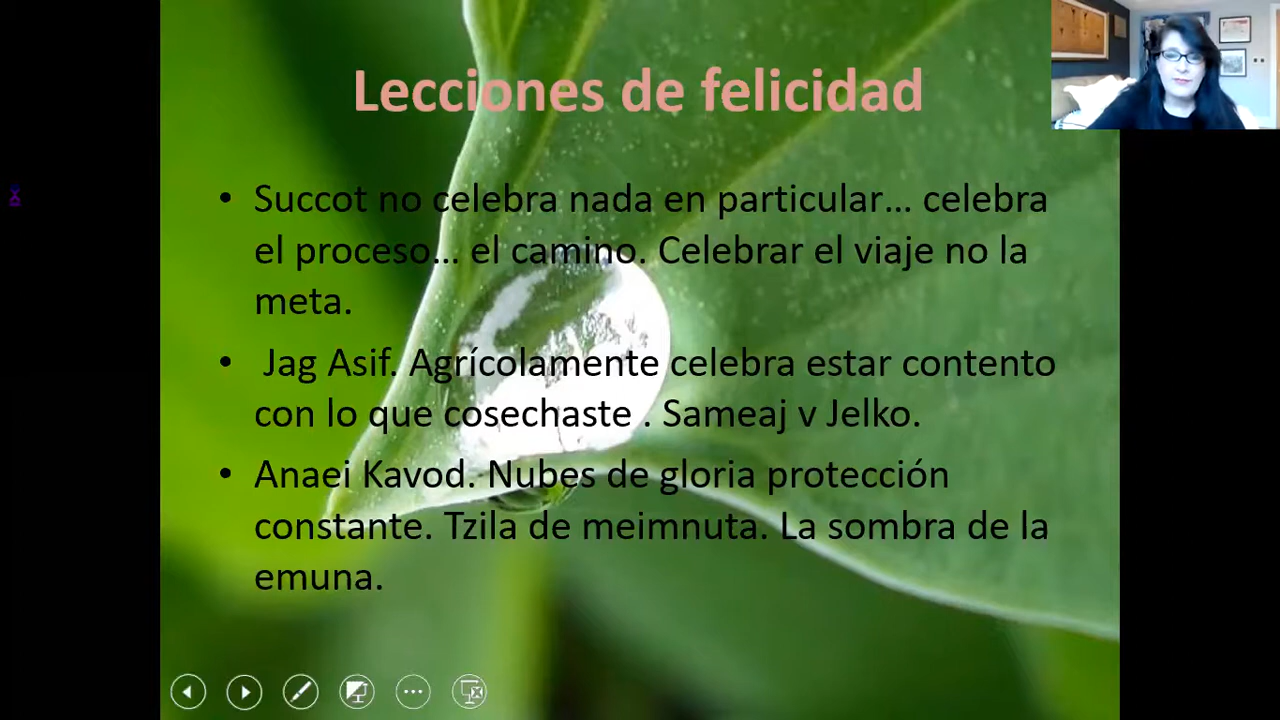 Lecciones de felicidad
• Succot no celebra nada en particular... celebra
el proceso... el camino. Celebrar el viaje no la
meta.
• Jag Asif. Agrícolamente celebra estar contento
con lo que cosechaste . Sameaj v Jelko.
• Anaei Kavod. Nubes de gloria protección
constante. Tzila de meimnuta. La sombra de la
emuna.